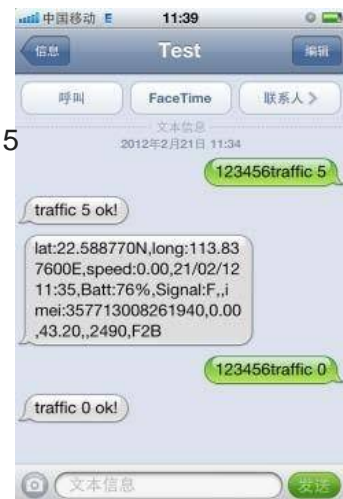 中国移动 E 11:39
信息 Test 编辑
呼叫 FaceTime 联系人
文本信息
5
2012年2月21日 11:34
123456traffic 5
traffic 5 ok!
lat:22.588770N,long:113.83
7600E,speed:0.00,21/02/12
11:35,Batt:76%,Signal:F,,i
mei:357713008261940,0.00
,43.20,,2490,F2B
123456traffic 0
traffic 0 ok!
文本信息 发送